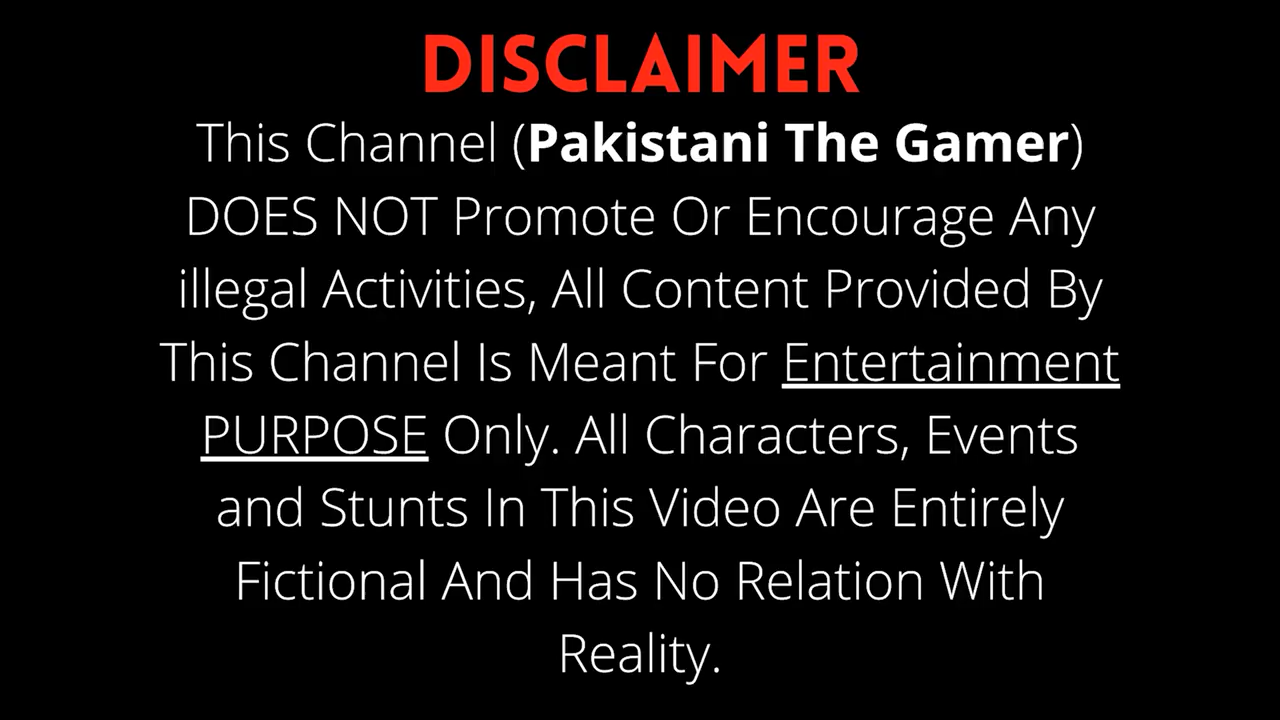 DISCLAIMER
This Channel (Pakistani The Gamer)
DOES NOT Promote Or Encourage Any
illegal Activities, All Content Provided By
This Channel Is Meant For Entertainment
PURPOSE Only. All Characters, Events
and Stunts In This Video Are Entirely
Fictional And Has No Relation With
Reality.